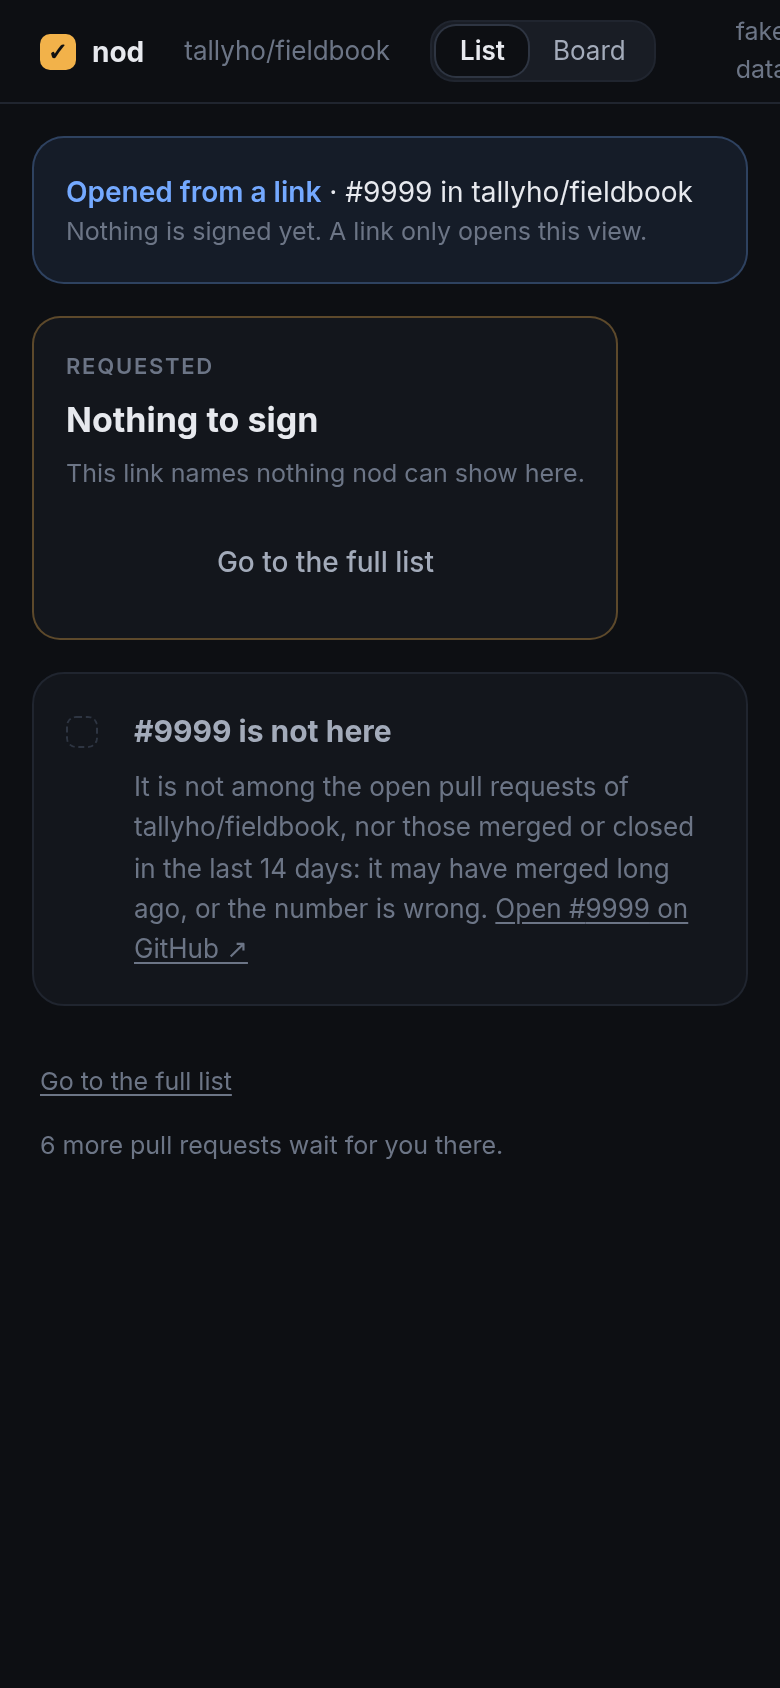 ✓ nod tallyho/fieldbook List Board
Opened from a link · #9999 in tallyho/fieldbook
Nothing is signed yet. A link only opens this view.
REQUESTED
Nothing to sign
This link names nothing nod can show here.
Go to the full list
#9999 is not here
It is not among the open pull requests of
tallyho/fieldbook, nor those merged or closed
in the last 14 days: it may have merged long
ago, or the number is wrong. Open #9999 on
GitHub ↗
Go to the full list
6 more pull requests wait for you there.